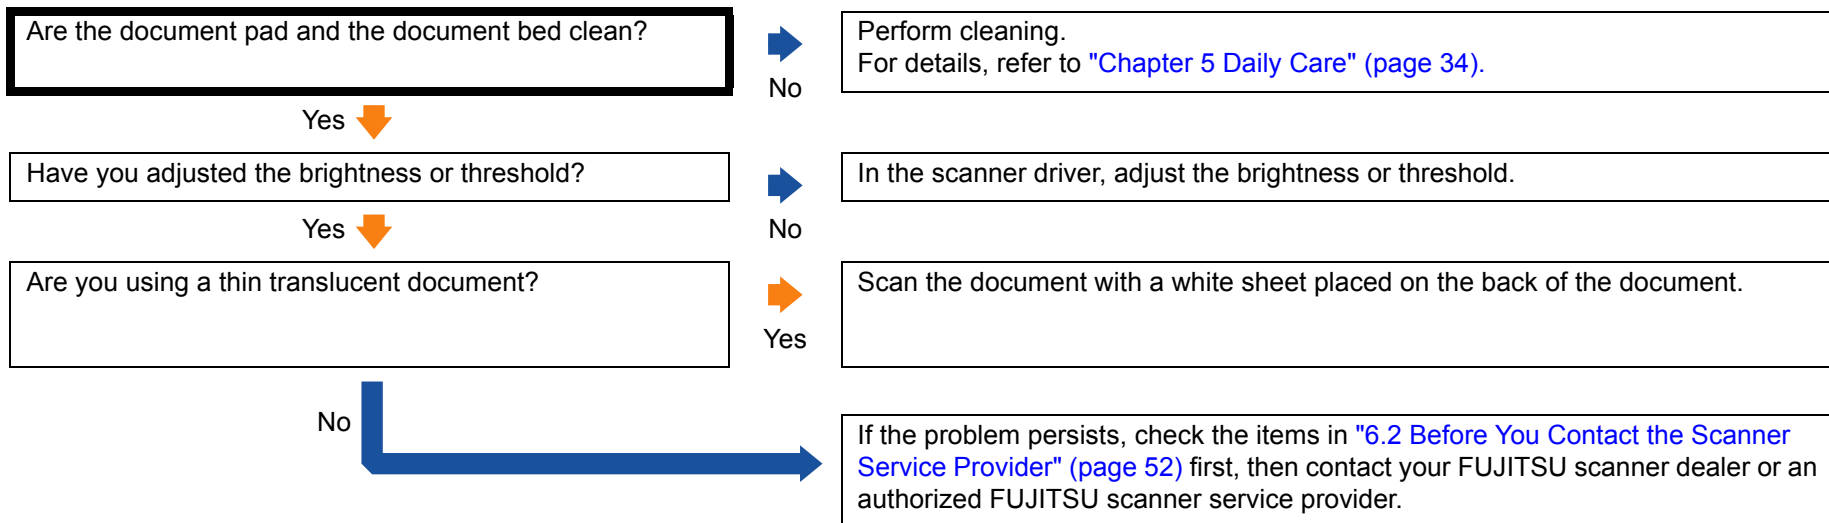 Are the document pad and the document bed clean?
No
Perform cleaning.
For details, refer to "Chapter 5 Daily Care" (page 34).
Yes
Have you adjusted the brightness or threshold?
No
In the scanner driver, adjust the brightness or threshold.
Yes
Are you using a thin translucent document?
Yes
Scan the document with a white sheet placed on the back of the document.
No
If the problem persists, check the items in "6.2 Before You Contact the Scanner
Service Provider" (page 52) first, then contact your FUJITSU scanner dealer or an
authorized FUJITSU scanner service provider.